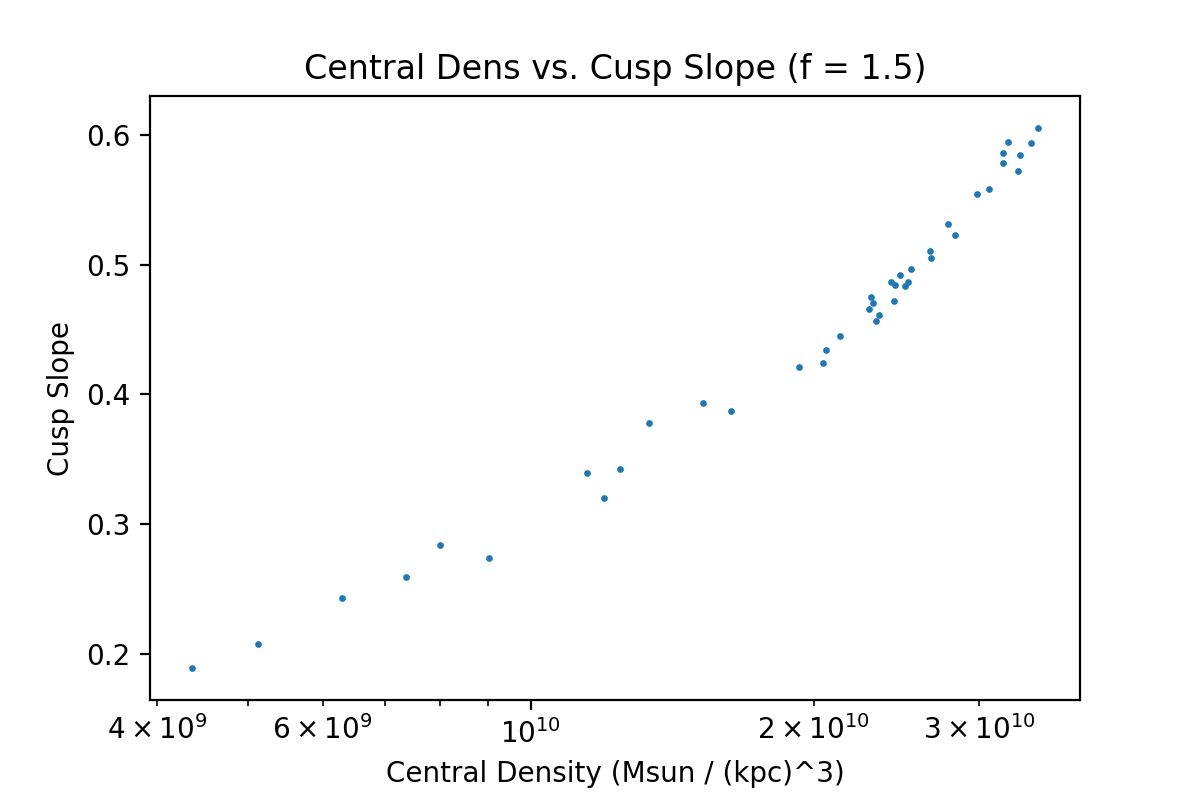 Central Dens vs. Cusp Slope (f = 1.5)
0.6
0.5
0.4
0.3
0.2
Cusp Slope
4 × 10⁹ 6 × 10⁹ 10¹⁰ 2 × 10¹⁰ 3 × 10¹⁰
Central Density (Msun / (kpc)^3)